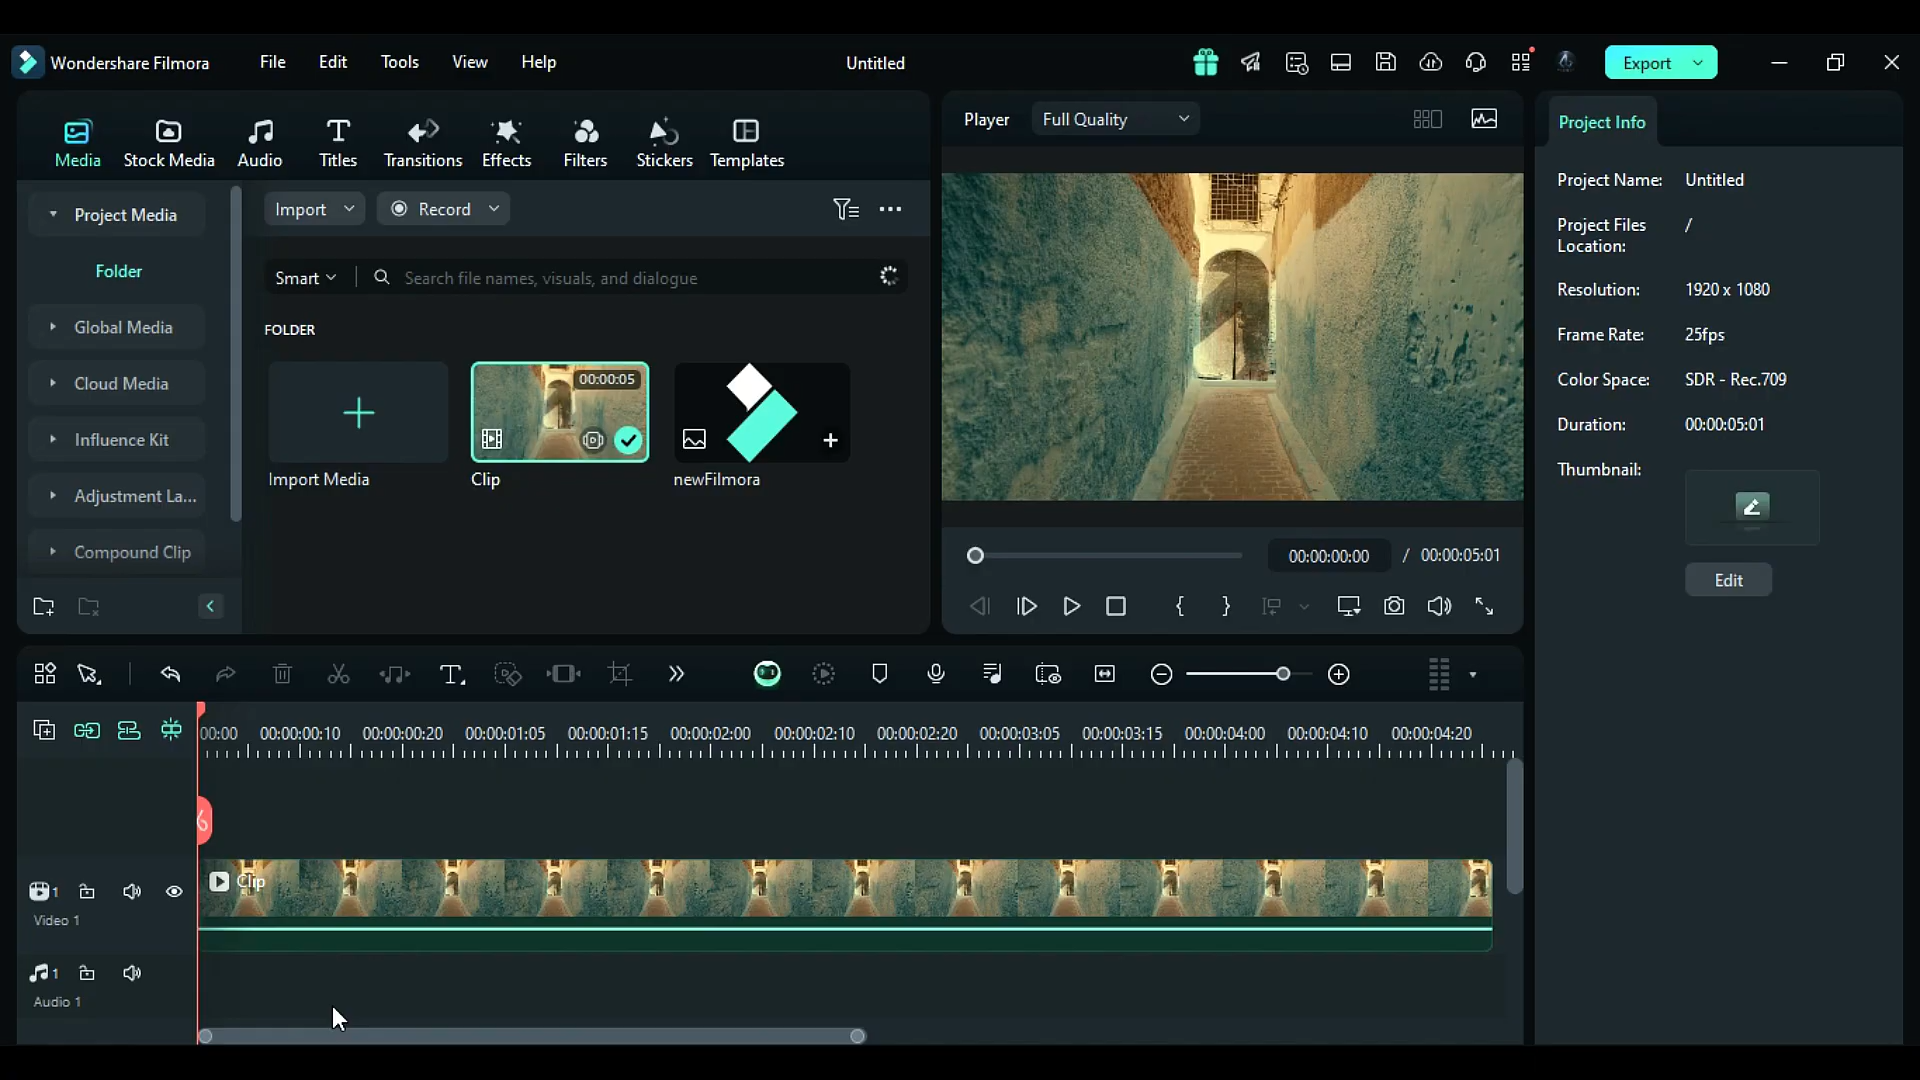 Wondershare Filmora File Edit Tools View Help Untitled Export
Media Stock Media Audio Titles Transitions Effects Filters Stickers Templates
Project Media
Folder
Global Media
Cloud Media
Influence Kit
Adjustment La...
Compound Clip
Import Record
Smart Search file names, visuals, and dialogue
FOLDER
00:00:05
Import Media Clip newFilmora
Player Full Quality
00:00:00:00 / 00:00:05:01
Project Info
Project Name: Untitled
Project Files
Location: /
Resolution: 1920 x 1080
Frame Rate: 25fps
Color Space: SDR - Rec.709
Duration: 00:00:05:01
Thumbnail:
Edit
00:00 00:00:00:10 00:00:00:20 00:00:01:05 00:00:01:15 00:00:02:00 00:00:02:10 00:00:02:20 00:00:03:05 00:00:03:15 00:00:04:00 00:00:04:10 00:00:04:20
Clip
1
Video 1
1
Audio 1